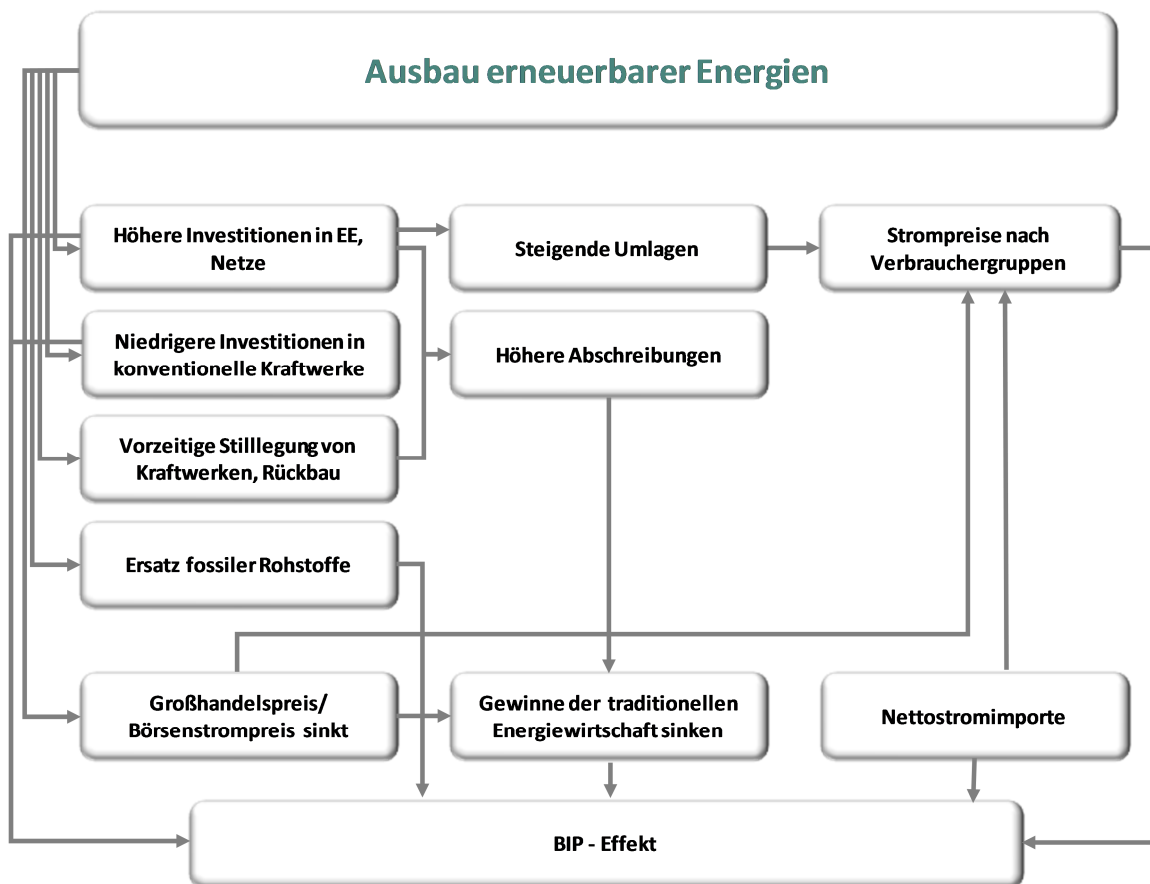 Ausbau erneuerbarer Energien
Höhere Investitionen in EE,
Netze
Steigende Umlagen
Strompreise nach
Verbrauchergruppen
Niedrigere Investitionen in
konventionelle Kraftwerke
Höhere Abschreibungen
Vorzeitige Stilllegung von
Kraftwerken, Rückbau
Ersatz fossiler Rohstoffe
Großhandelspreis/
Börsenstrompreis sinkt
Gewinne der traditionellen
Energiewirtschaft sinken
Nettostromimporte
BIP - Effekt